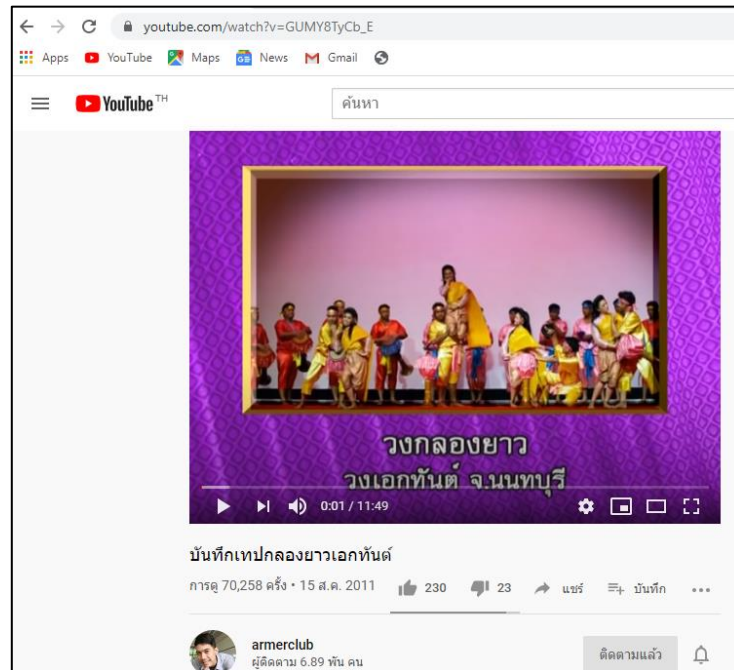 youtube.com/watch?v=GUMY8TyCb_E
Apps YouTube Maps News Gmail
YouTube TH
ค้นหา
วงกลองยาว
วงเอกทันต์ จ.นนทบุรี
0:01 / 11:49
บันทึกเทปกลองยาวเอกทันต์
การดู 70,258 ครั้ง • 15 ส.ค. 2011 230 23 แชร์ บันทึก
armerclub
ผู้ติดตาม 6.89 พัน คน
ติดตามแล้ว